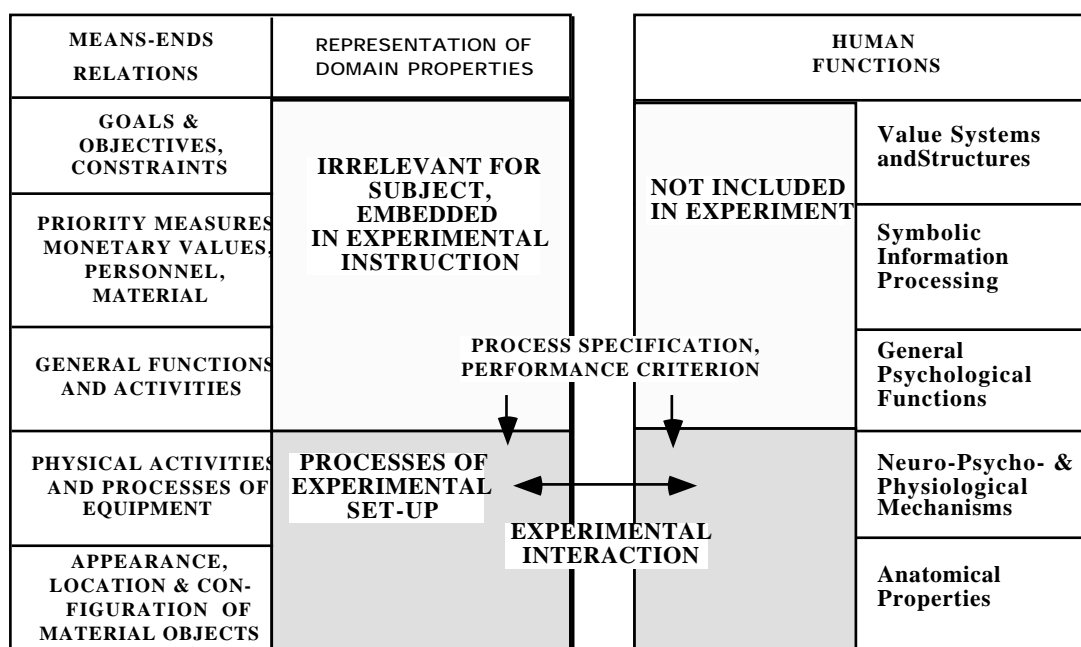 MEANS-ENDS
RELATIONS
REPRESENTATION OF
DOMAIN PROPERTIES
HUMAN
FUNCTIONS
GOALS &
OBJECTIVES,
CONSTRAINTS
PRIORITY MEASURES
MONETARY VALUES,
PERSONNEL,
MATERIAL
GENERAL FUNCTIONS
AND ACTIVITIES
PHYSICAL ACTIVITIES
AND PROCESSES OF
EQUIPMENT
APPEARANCE,
LOCATION & CON-
FIGURATION OF
MATERIAL OBJECTS
IRRELEVANT FOR
SUBJECT,
EMBEDDED
IN EXPERIMENTAL
INSTRUCTION
PROCESS SPECIFICATION,
PERFORMANCE CRITERION
PROCESSES OF
EXPERIMENTAL
SET-UP
EXPERIMENTAL
INTERACTION
NOT INCLUDED
IN EXPERIMENT
Value Systems
andStructures
Symbolic
Information
Processing
General
Psychological
Functions
Neuro-Psycho- &
Physiological
Mechanisms
Anatomical
Properties